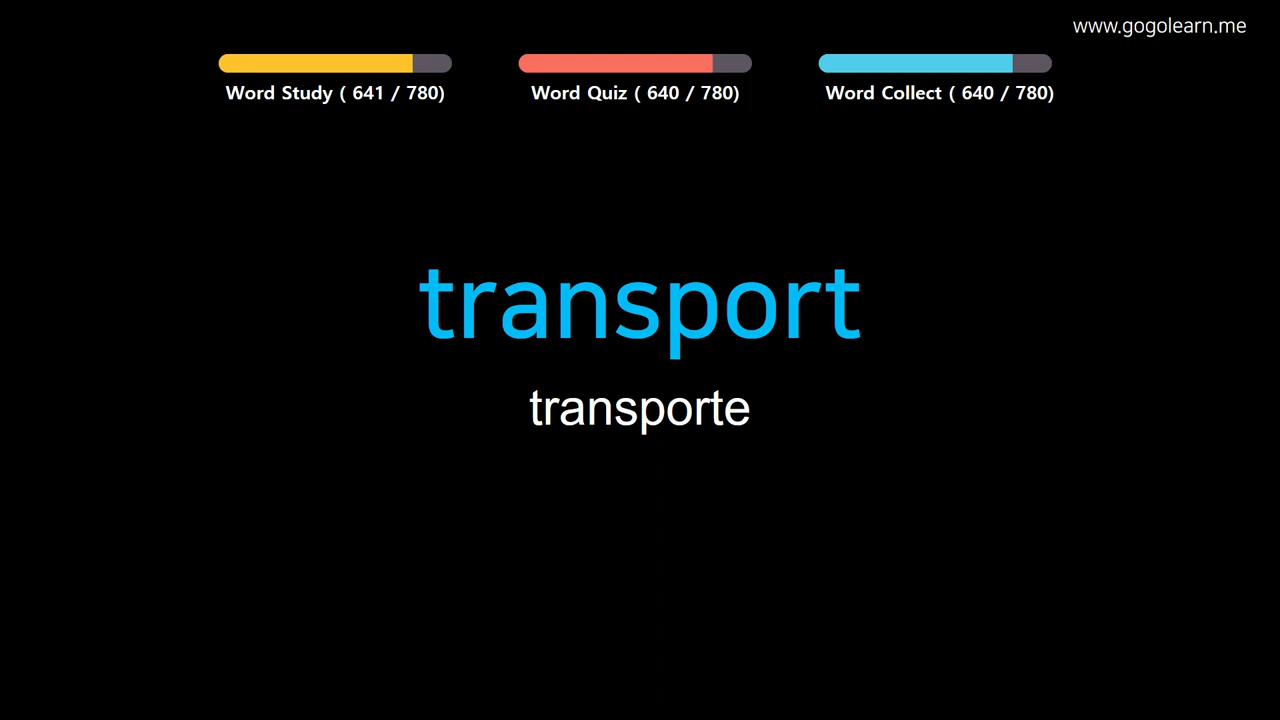 www.gogolearn.me
Word Study ( 641 / 780)
Word Quiz ( 640 / 780)
Word Collect ( 640 / 780)
transport
transporte